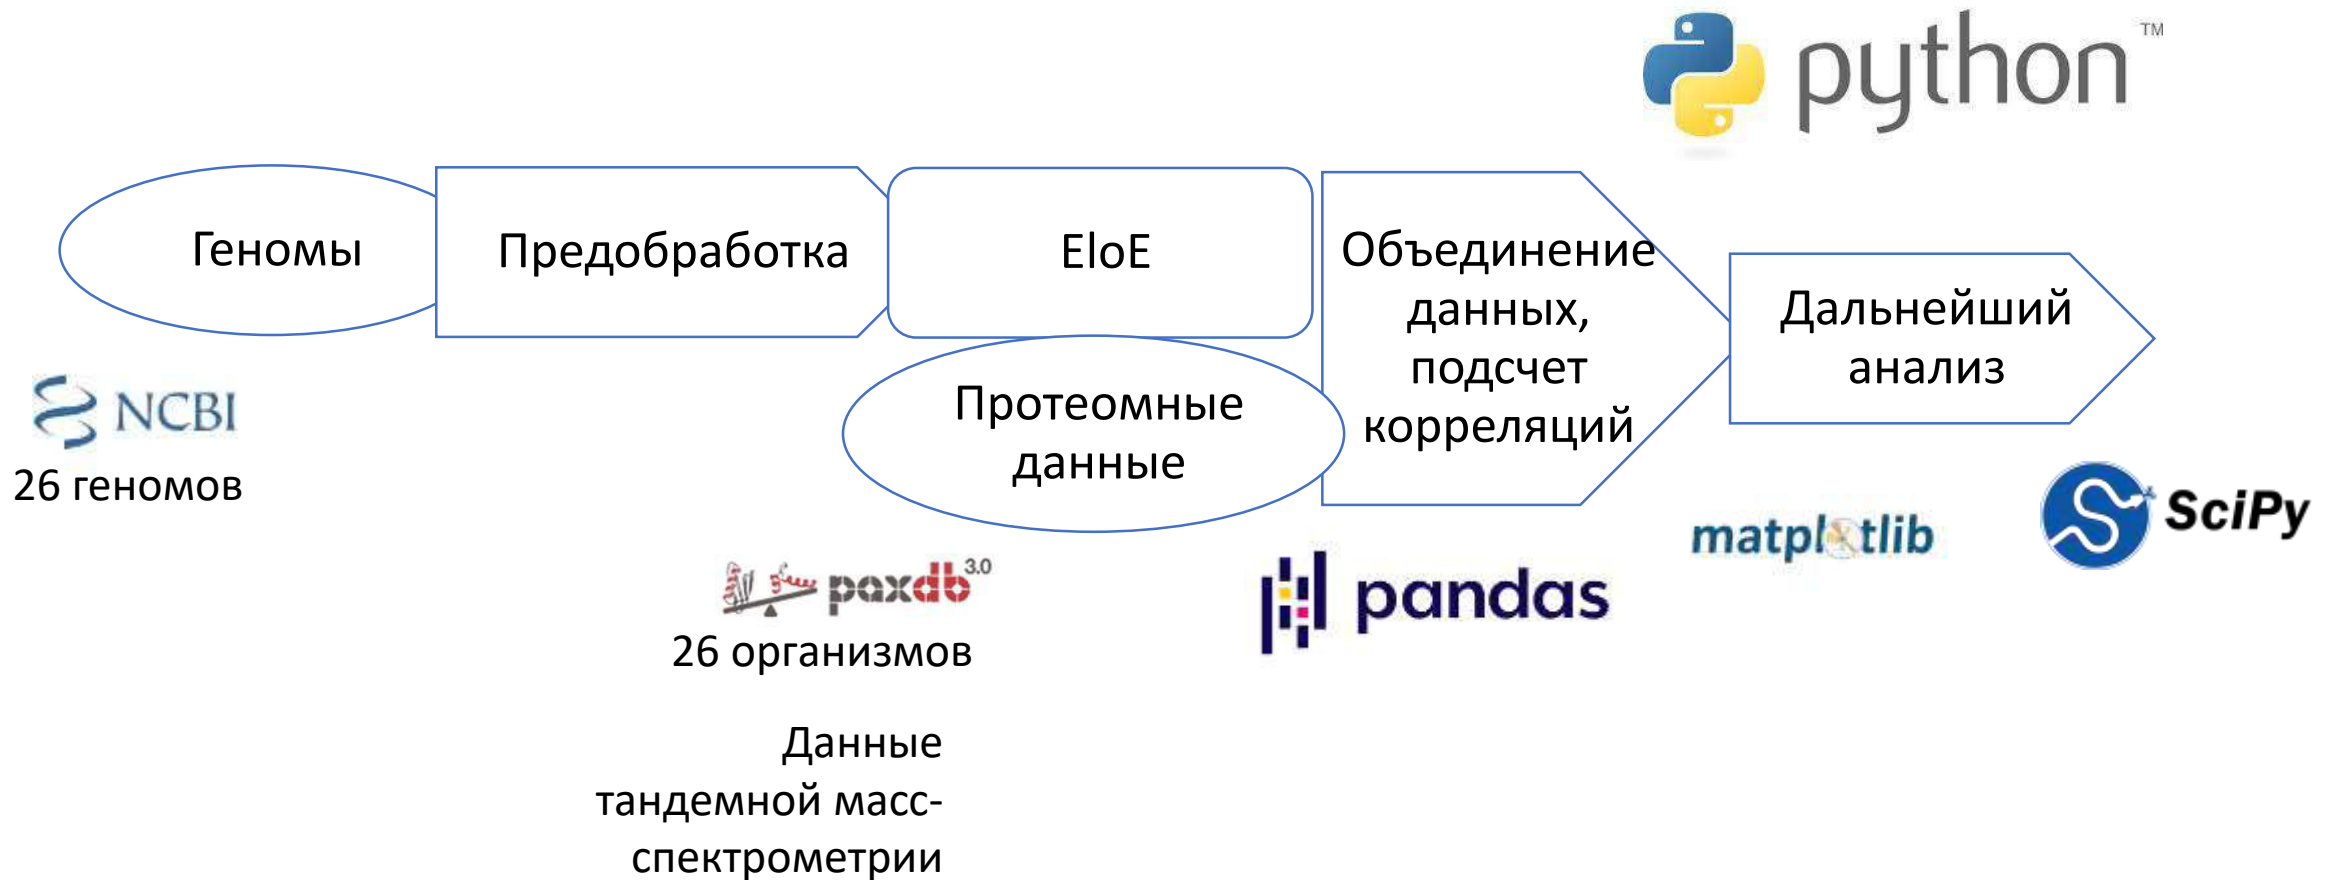 python™
Геномы
Предобработка
EloE
Объединение
данных,
подсчет
корреляций
Дальнейший
анализ
Протеомные
данные
NCBI
26 геномов
paxdb 3.0
26 организмов
pandas
matplotlib
SciPy
Данные
тандемной масс-
спектрометрии